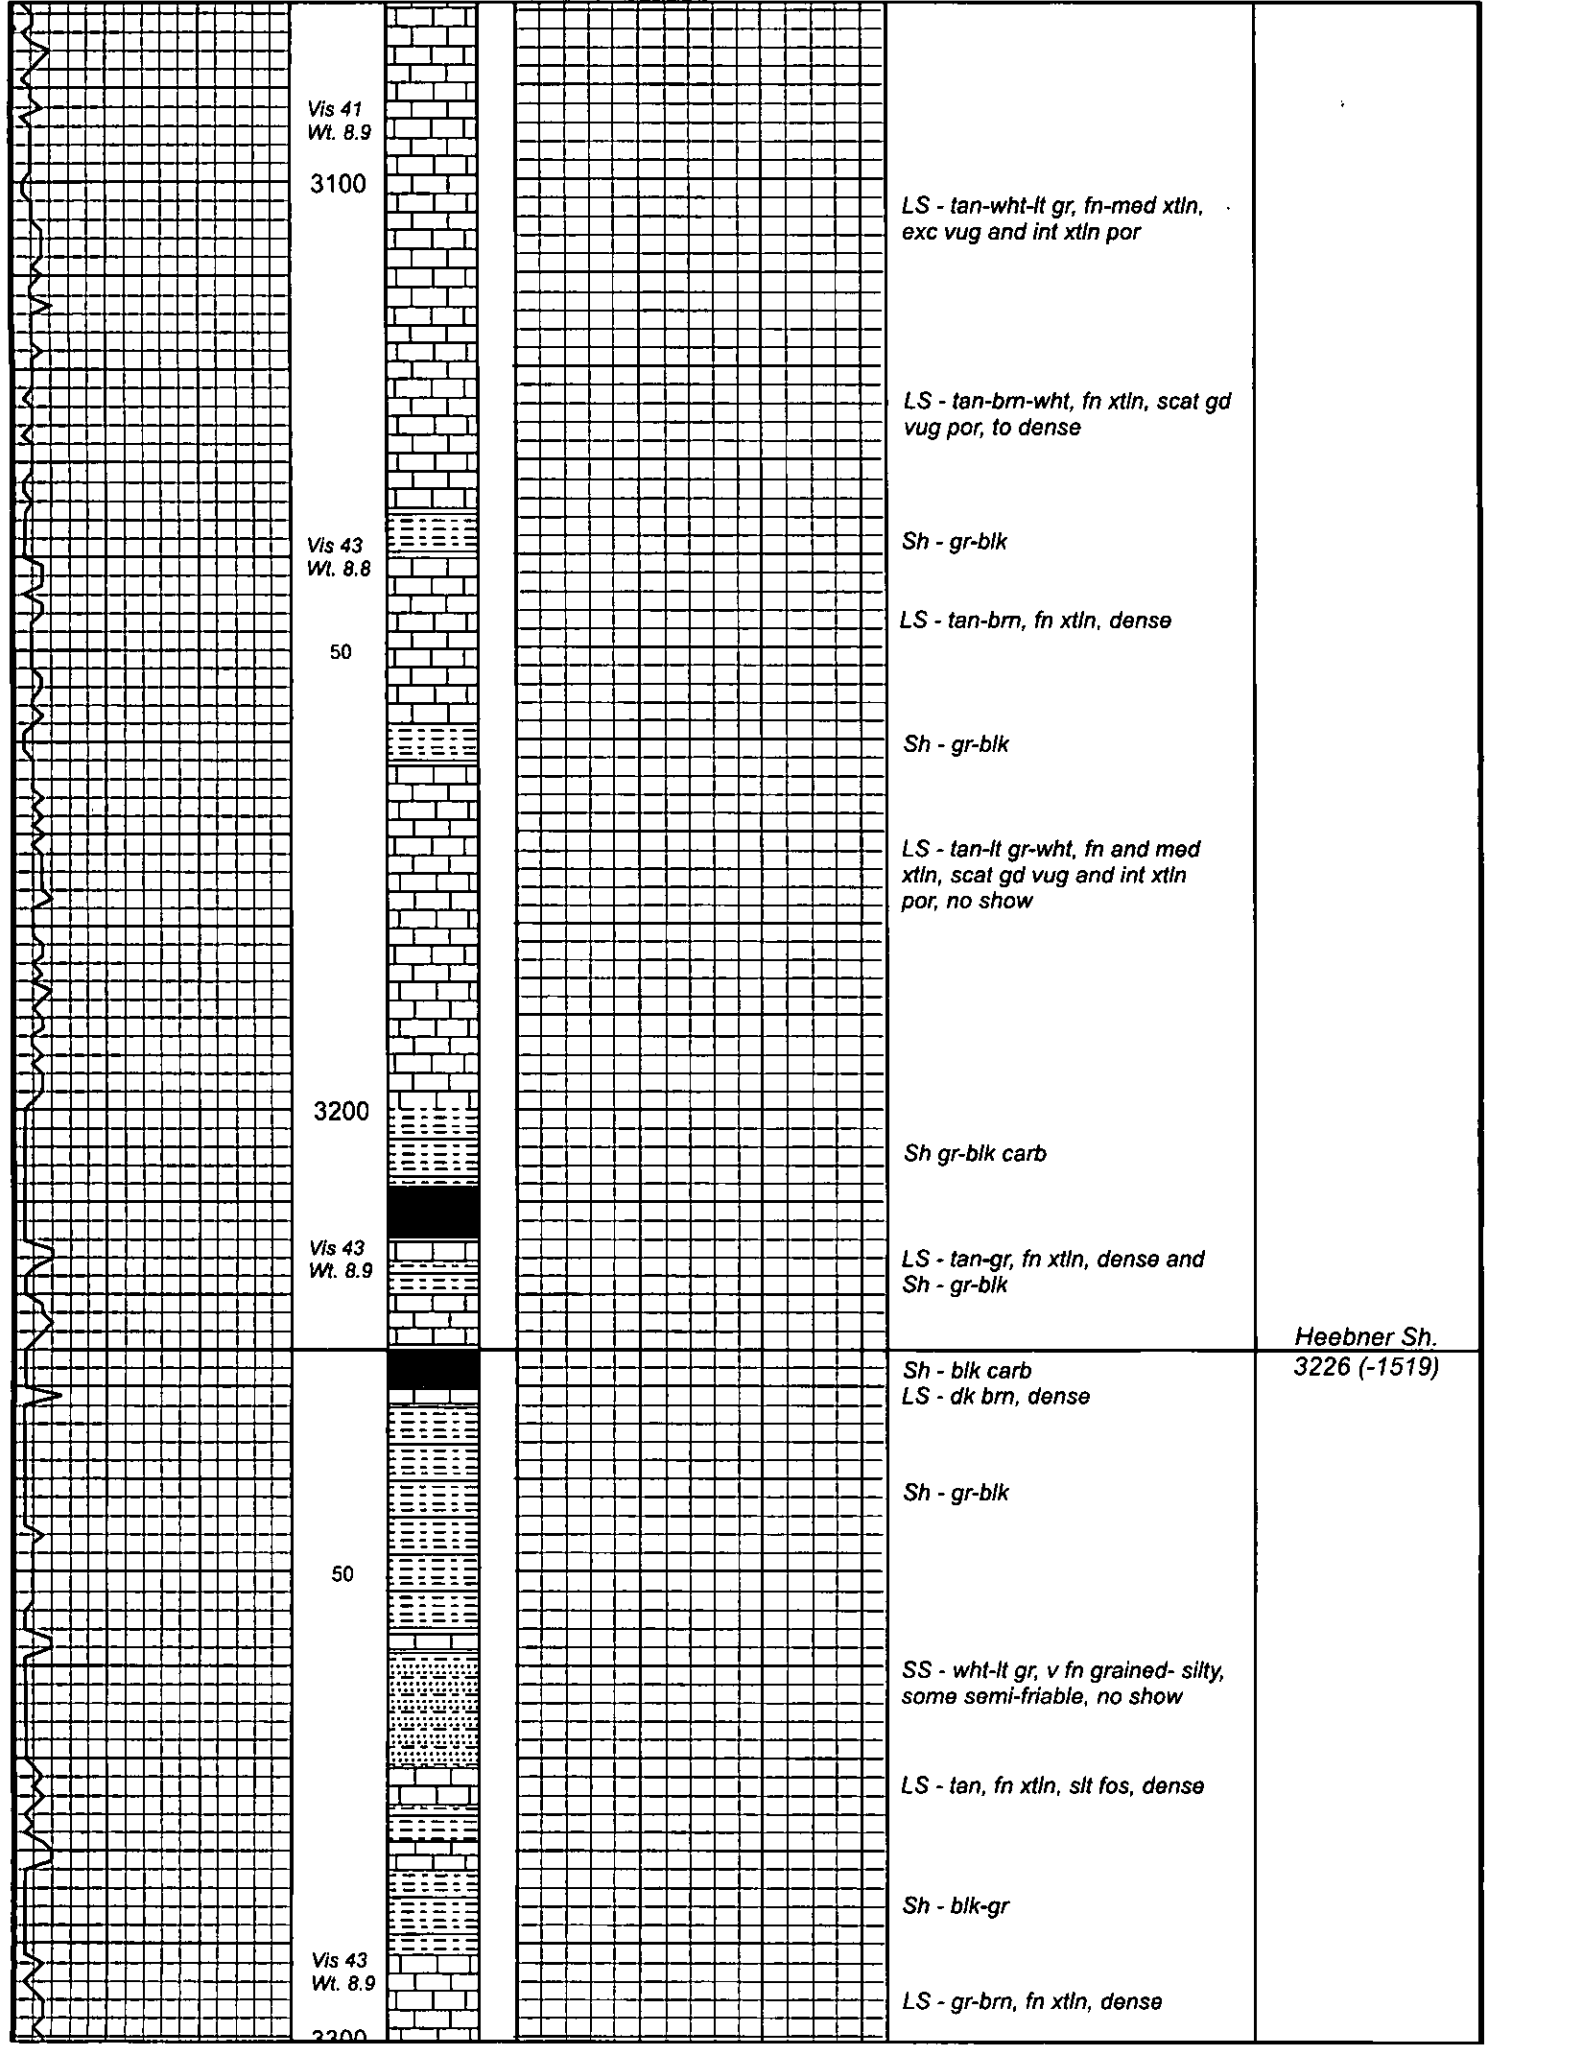 Vis 41
Wt. 8.9
3100
LS - tan-wht-lt gr, fn-med xtln,
exc vug and int xtln por
LS - tan-brn-wht, fn xtln, scat gd
vug por, to dense
Sh - gr-blk
Vis 43
Wt. 8.8
LS - tan-brn, fn xtln, dense
50
Sh - gr-blk
LS - tan-lt gr-wht, fn and med
xtln, scat gd vug and int xtln
por, no show
3200
Sh gr-blk carb
Vis 43
Wt. 8.9
LS - tan-gr, fn xtln, dense and
Sh - gr-blk
Heebner Sh.
3226 (-1519)
Sh - blk carb
LS - dk brn, dense
Sh - gr-blk
50
SS - wht-lt gr, v fn grained- silty,
some semi-friable, no show
LS - tan, fn xtln, slt fos, dense
Sh - blk-gr
Vis 43
Wt. 8.9
LS - gr-brn, fn xtln, dense
3300